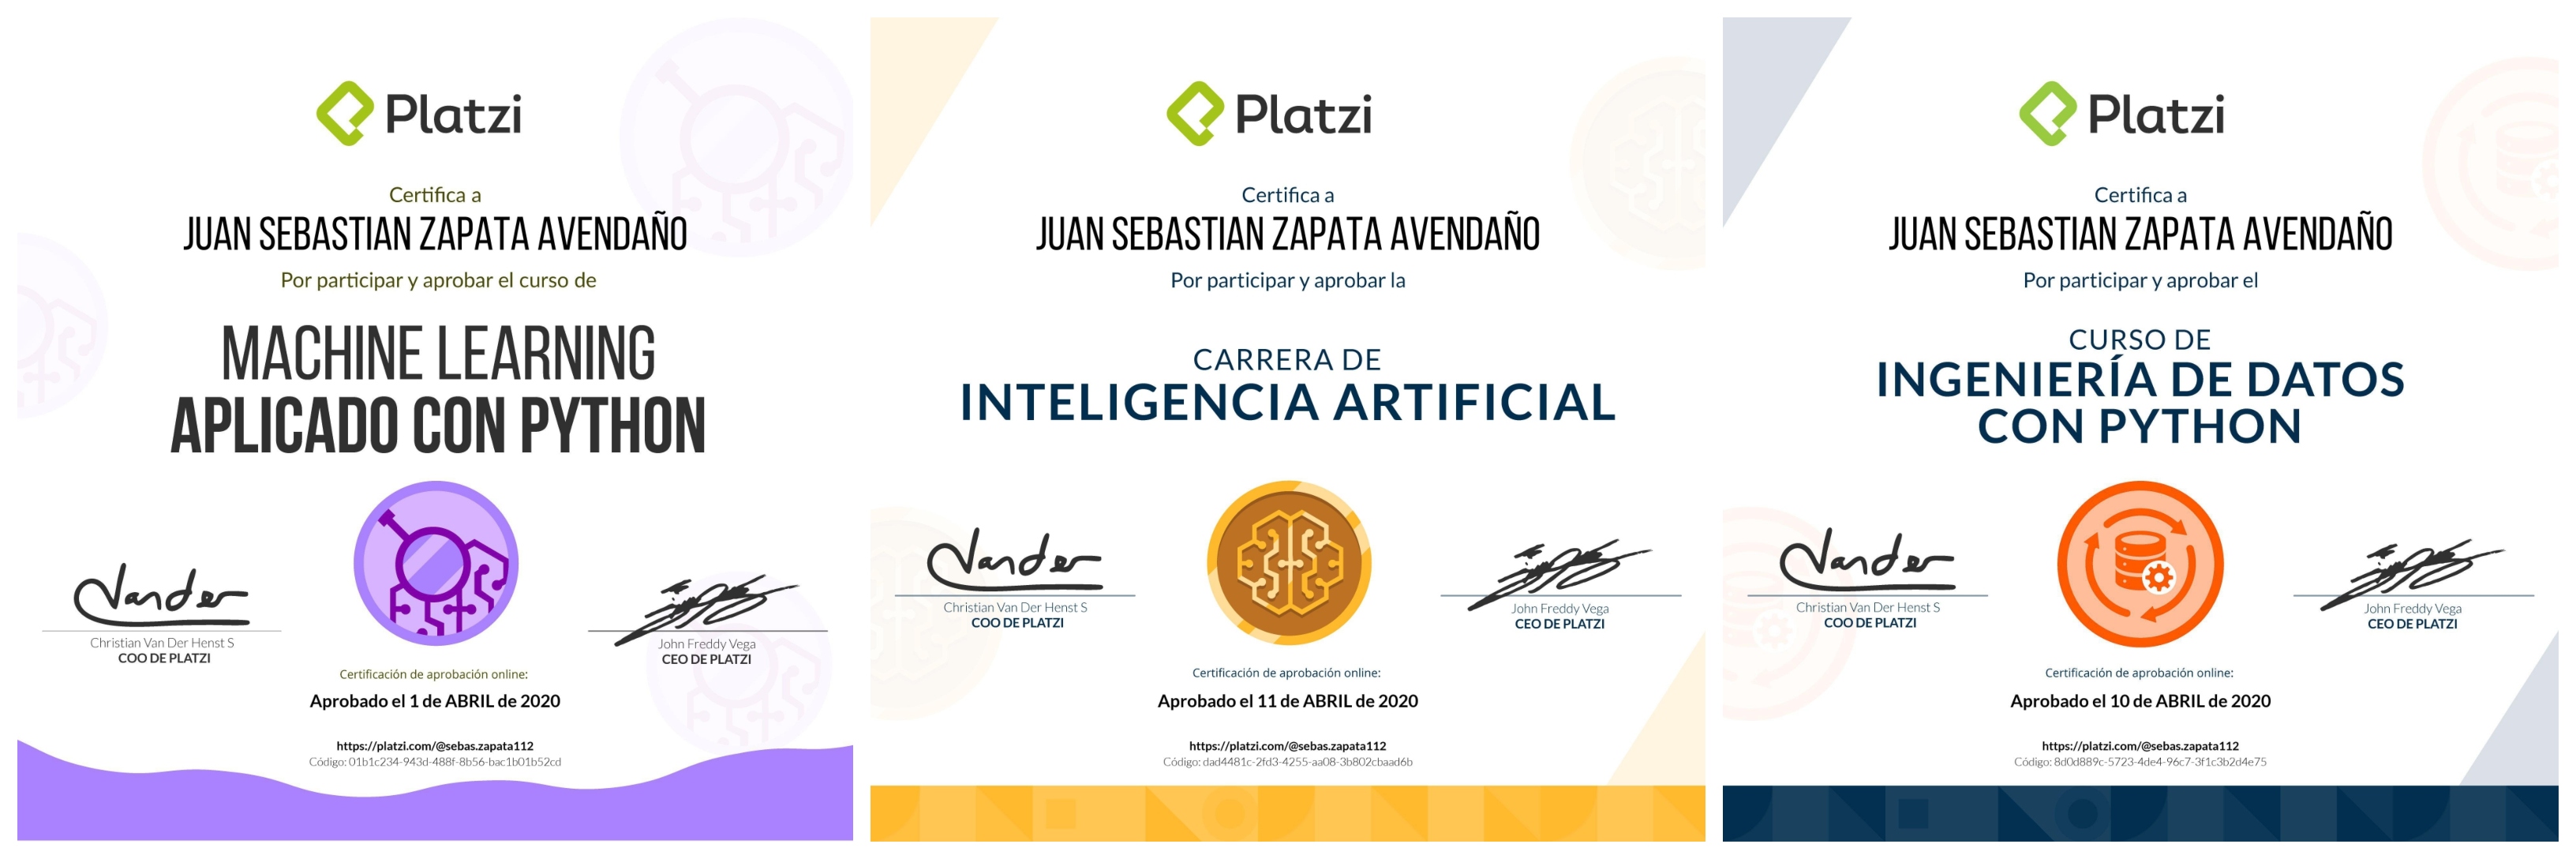 Platzi
Certifica a
JUAN SEBASTIAN ZAPATA AVENDAÑO
Por participar y aprobar el curso de
MACHINE LEARNING
APLICADO CON PYTHON
Vander
Christian Van Der Henst S
COO DE PLATZI
John Freddy Vega
CEO DE PLATZI
Certificación de aprobación online:
Aprobado el 1 de ABRIL de 2020
https://platzi.com/@sebas.zapata112
Código: 01b1c234-943d-488f-8b56-bac1b01b52cd
Platzi
Certifica a
JUAN SEBASTIAN ZAPATA AVENDAÑO
Por participar y aprobar la
CARRERA DE
INTELIGENCIA ARTIFICIAL
Vander
Christian Van Der Henst S
COO DE PLATZI
John Freddy Vega
CEO DE PLATZI
Certificación de aprobación online:
Aprobado el 11 de ABRIL de 2020
https://platzi.com/@sebas.zapata112
Código: dad4481c-2fd3-4255-aa08-3b802cbaad6b
Platzi
Certifica a
JUAN SEBASTIAN ZAPATA AVENDAÑO
Por participar y aprobar el
CURSO DE
INGENIERÍA DE DATOS
CON PYTHON
Vander
Christian Van Der Henst S
COO DE PLATZI
John Freddy Vega
CEO DE PLATZI
Certificación de aprobación online:
Aprobado el 10 de ABRIL de 2020
https://platzi.com/@sebas.zapata112
Código: 8d0d889c-5723-4de4-96c7-3f1c3b2d4e75